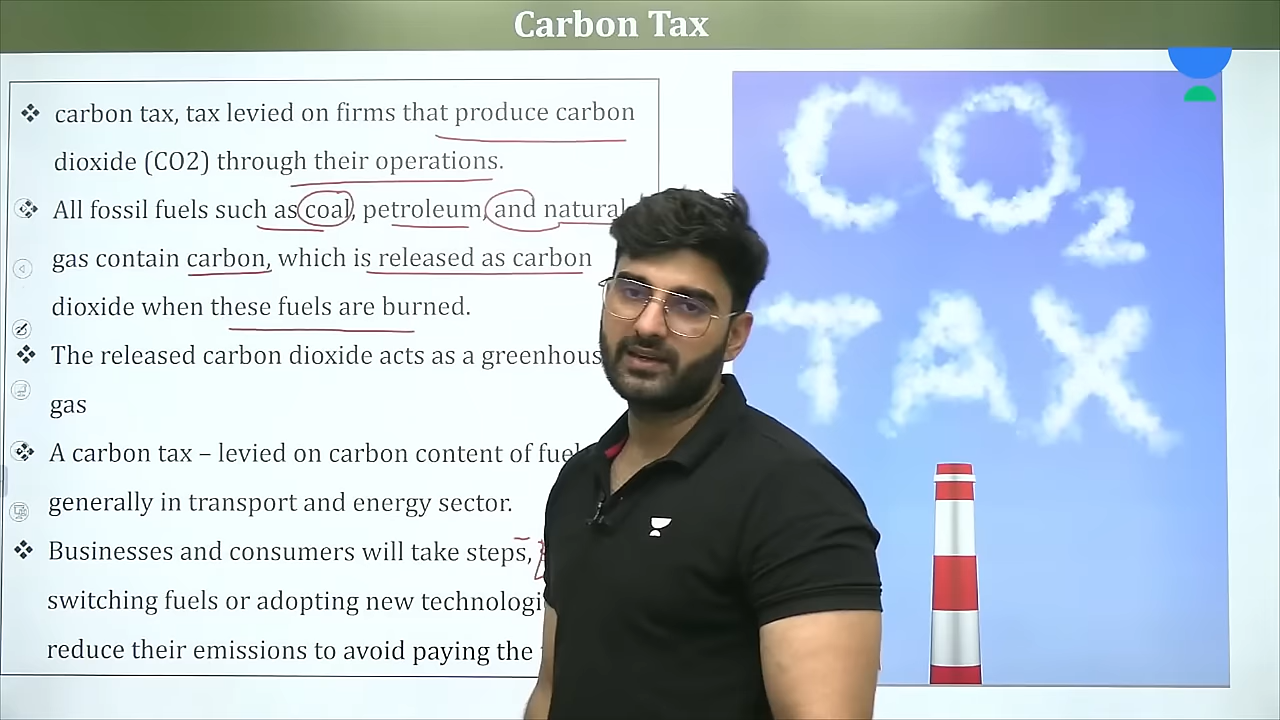 Carbon Tax
carbon tax, tax levied on firms that produce carbon
dioxide (CO2) through their operations.
All fossil fuels such as coal, petroleum, and natural
gas contain carbon, which is released as carbon
dioxide when these fuels are burned.
The released carbon dioxide acts as a greenhous
gas
A carbon tax – levied on carbon content of fuel
generally in transport and energy sector.
Businesses and consumers will take steps,
switching fuels or adopting new technologi
reduce their emissions to avoid paying the
CO2
TAX